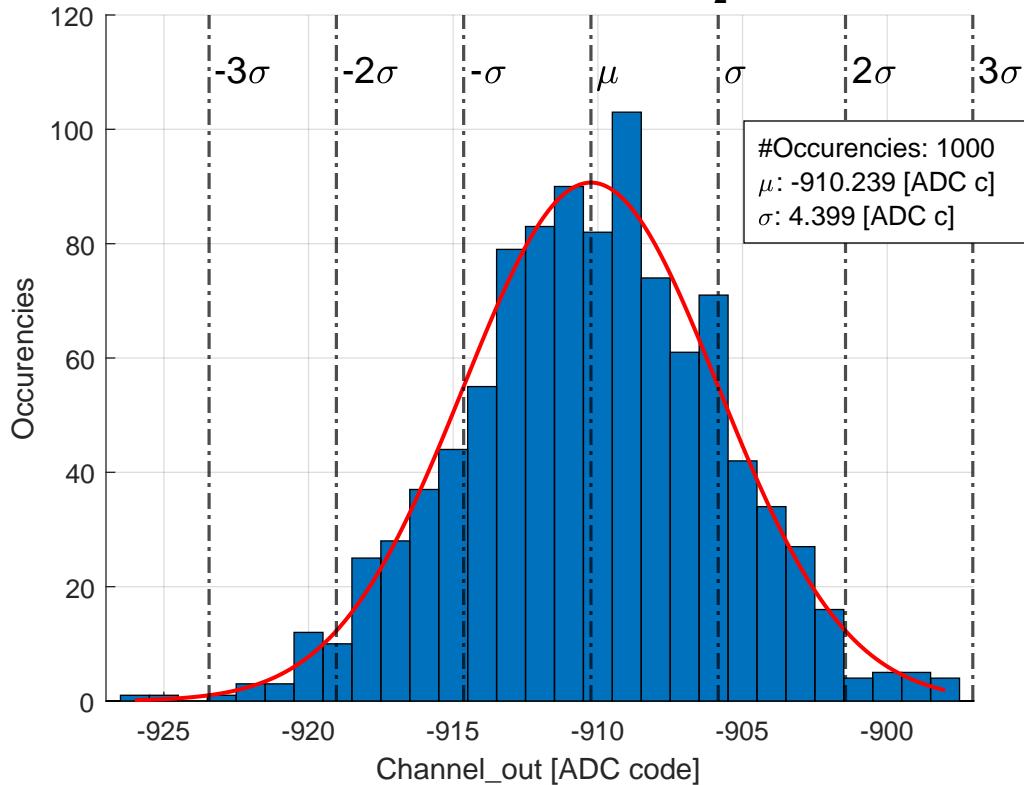 120
100
80
60
40
20
0
-3σ
-2σ
-σ
μ
σ
2σ
3σ
#Occurencies: 1000
μ: -910.239 [ADC c]
σ: 4.399 [ADC c]
Occurencies
-925
-920
-915
-910
-905
-900
Channel_out [ADC code]